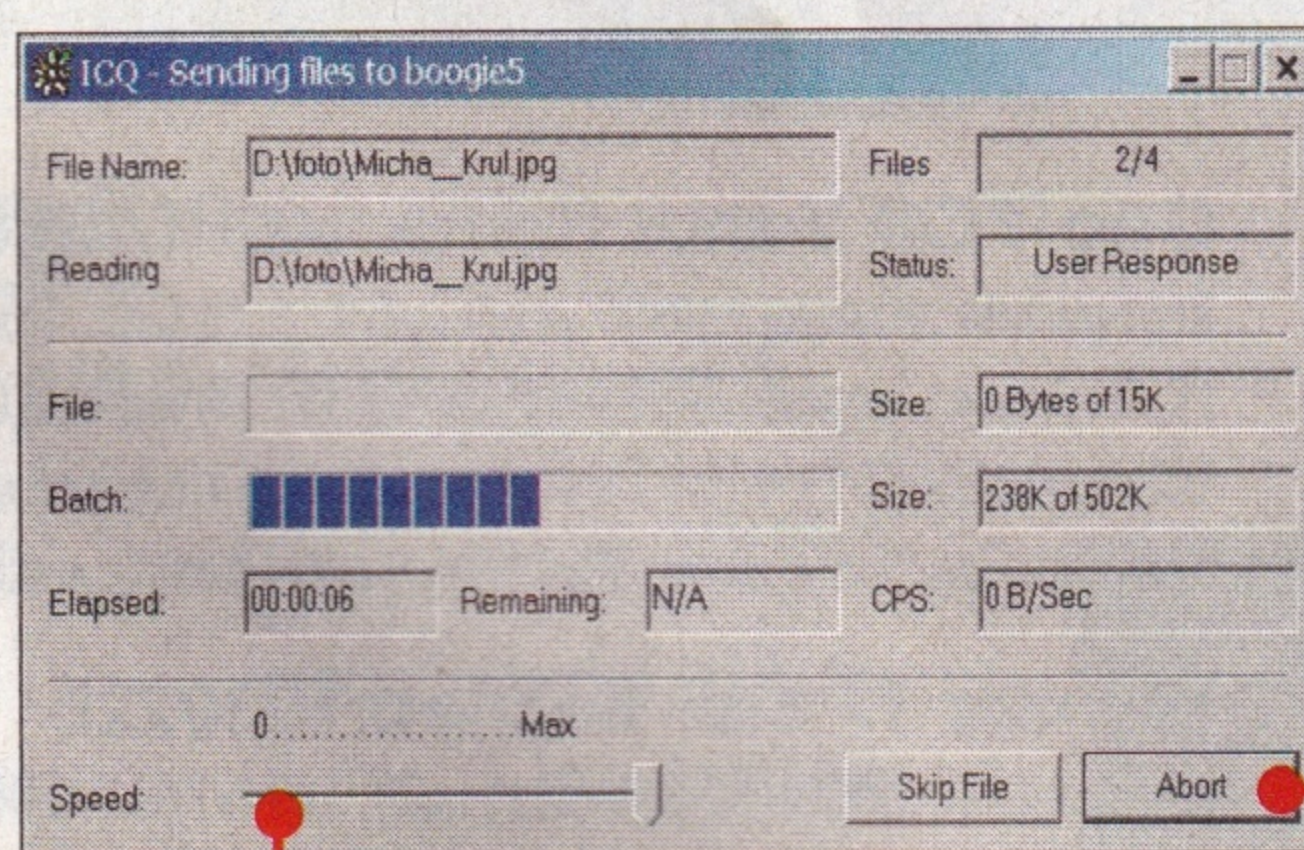 ICQ - Sending files to boogie5
File Name: D:\foto\Micha__Krul.jpg Files 2/4
Reading D:\foto\Micha__Krul.jpg Status: User Response
File: Size: 0 Bytes of 15K
Batch: Size: 238K of 502K
Elapsed: 00:00:06 Remaining: N/A CPS: 0 B/Sec
0................... Max
Speed: Skip File Abort